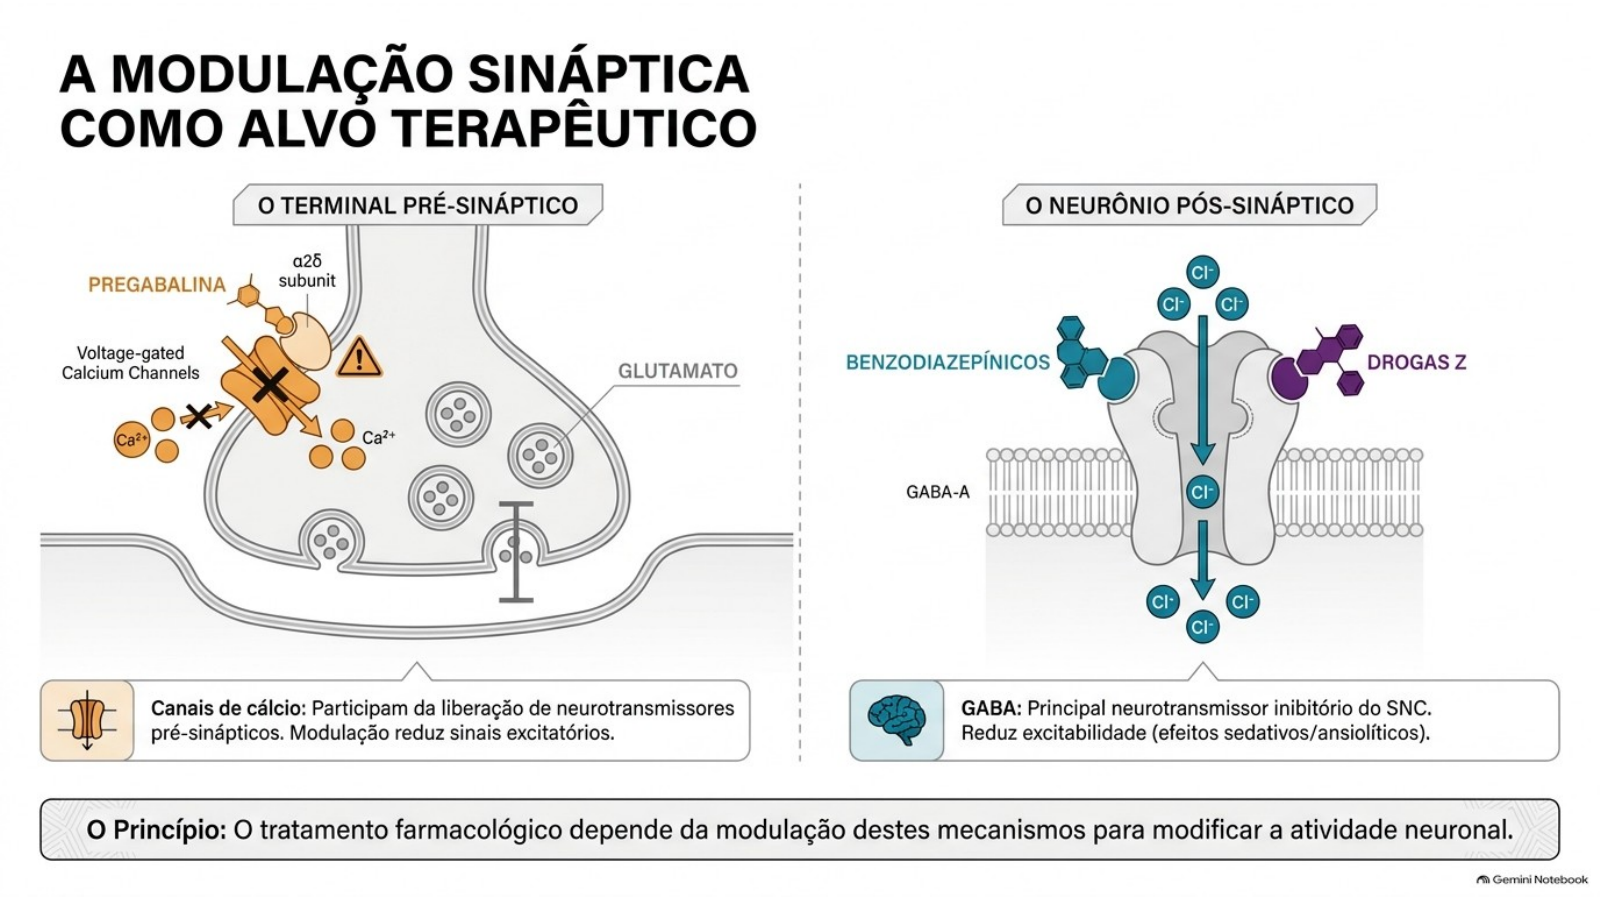 A MODULAÇÃO SINÁPTICA
COMO ALVO TERAPÊUTICO
O TERMINAL PRÉ-SINÁPTICO
α2δ
subunit
PREGABALINA
Voltage-gated
Calcium Channels
Ca²⁺
Ca²⁺
GLUTAMATO
Canais de cálcio: Participam da liberação de neurotransmissores
pré-sinápticos. Modulação reduz sinais excitatórios.
O NEURÔNIO PÓS-SINÁPTICO
Cl⁻
Cl⁻
Cl⁻
BENZODIAZEPÍNICOS
DROGAS Z
GABA-A
Cl⁻
Cl⁻
Cl⁻
Cl⁻
GABA: Principal neurotransmissor inibitório do SNC.
Reduz excitabilidade (efeitos sedativos/ansiolíticos).
O Princípio: O tratamento farmacológico depende da modulação destes mecanismos para modificar a atividade neuronal.
Gemini Notebook